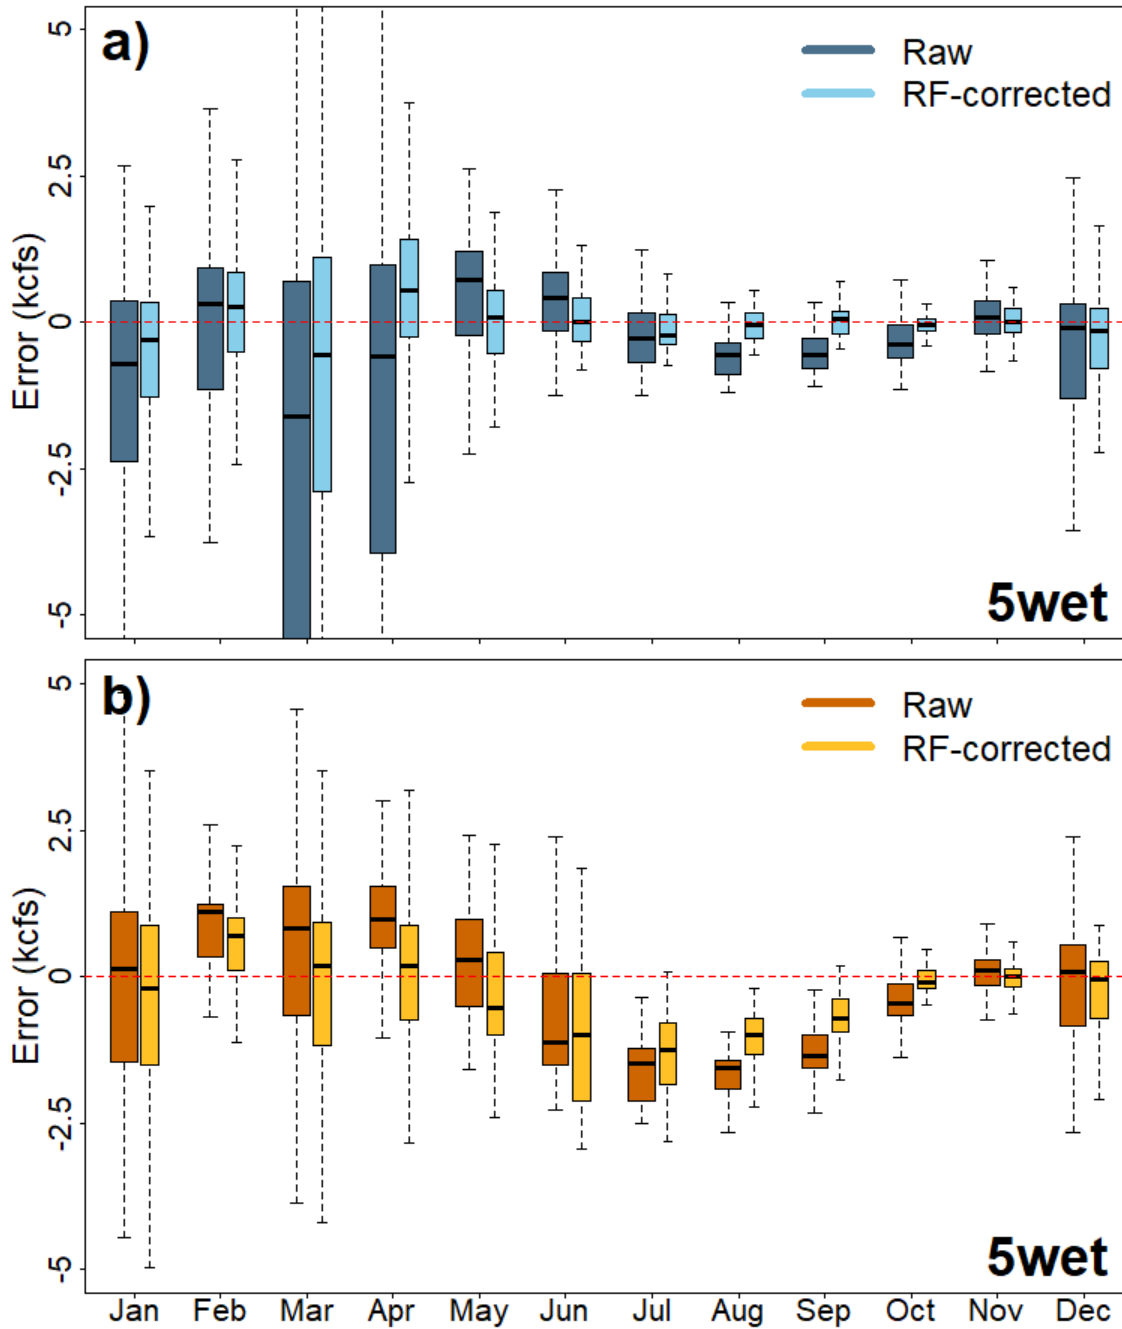 a)
Raw
RF-corrected
5
2.5
0
-2.5
-5
Error (kcfs)
5wet
b)
Raw
RF-corrected
5
2.5
0
-2.5
-5
Error (kcfs)
5wet
Jan Feb Mar Apr May Jun Jul Aug Sep Oct Nov Dec